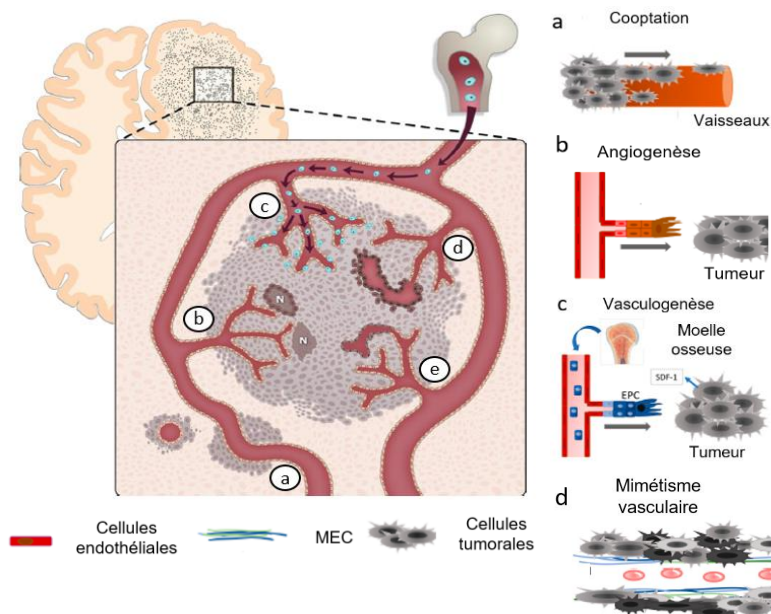 a
Cooptation
Vaisseaux
b
Angiogenèse
Tumeur
c
Vasculogenèse
Moelle
osseuse
SDF-1
EPC
Tumeur
d
Mimétisme
vasculaire
c
d
b
N
N
e
a
Cellules
endothéliales
MEC
Cellules
tumorales